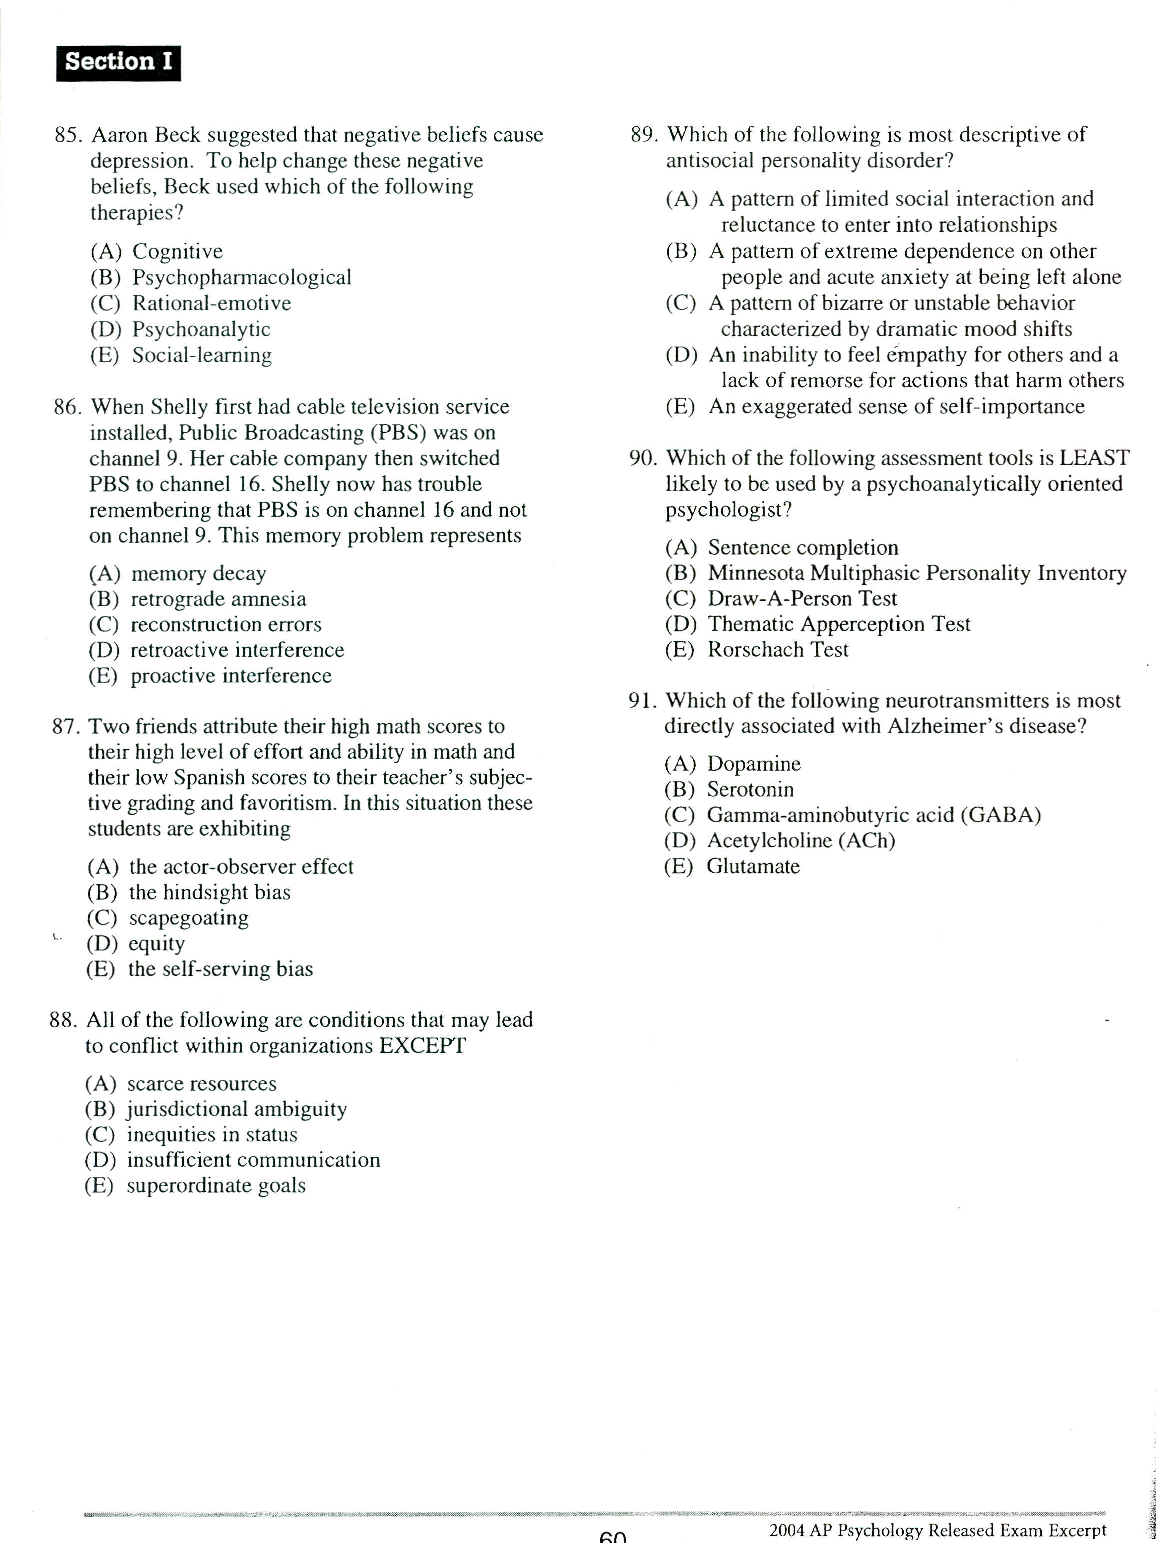 Section I
85. Aaron Beck suggested that negative beliefs cause
depression. To help change these negative
beliefs, Beck used which of the following
therapies?
(A) Cognitive
(B) Psychopharmacological
(C) Rational-emotive
(D) Psychoanalytic
(E) Social-learning
86. When Shelly first had cable television service
installed, Public Broadcasting (PBS) was on
channel 9. Her cable company then switched
PBS to channel 16. Shelly now has trouble
remembering that PBS is on channel 16 and not
on channel 9. This memory problem represents
(A) memory decay
(B) retrograde amnesia
(C) reconstruction errors
(D) retroactive interference
(E) proactive interference
87. Two friends attribute their high math scores to
their high level of effort and ability in math and
their low Spanish scores to their teacher's subjec-
tive grading and favoritism. In this situation these
students are exhibiting
(A) the actor-observer effect
(B) the hindsight bias
(C) scapegoating
(D) equity
(E) the self-serving bias
88. All of the following are conditions that may lead
to conflict within organizations EXCEPT
(A) scarce resources
(B) jurisdictional ambiguity
(C) inequities in status
(D) insufficient communication
(E) superordinate goals
89. Which of the following is most descriptive of
antisocial personality disorder?
(A) A pattern of limited social interaction and
reluctance to enter into relationships
(B) A pattern of extreme dependence on other
people and acute anxiety at being left alone
(C) A pattern of bizarre or unstable behavior
characterized by dramatic mood shifts
(D) An inability to feel empathy for others and a
lack of remorse for actions that harm others
(E) An exaggerated sense of self-importance
90. Which of the following assessment tools is LEAST
likely to be used by a psychoanalytically oriented
psychologist?
(A) Sentence completion
(B) Minnesota Multiphasic Personality Inventory
(C) Draw-A-Person Test
(D) Thematic Apperception Test
(E) Rorschach Test
91. Which of the following neurotransmitters is most
directly associated with Alzheimer's disease?
(A) Dopamine
(B) Serotonin
(C) Gamma-aminobutyric acid (GABA)
(D) Acetylcholine (ACh)
(E) Glutamate
60
2004 AP Psychology Released Exam Excerpt